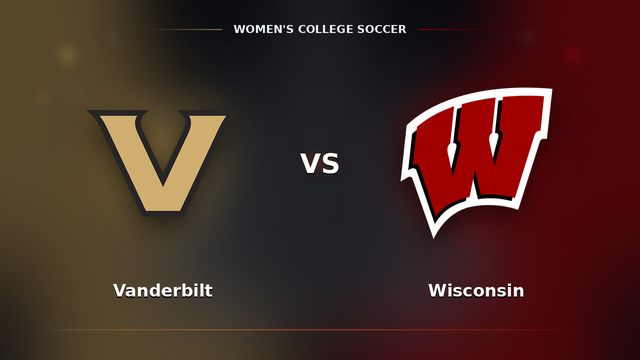 WOMEN'S COLLEGE SOCCER
V
VS
W
Vanderbilt
Wisconsin